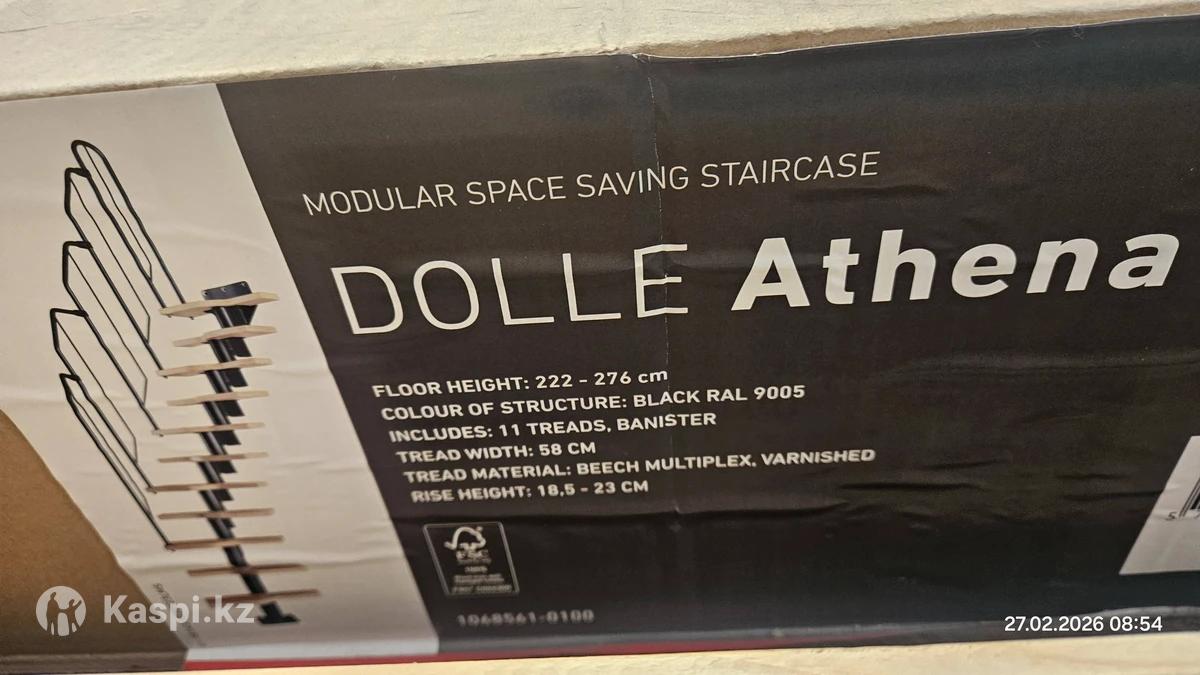 MODULAR SPACE SAVING STAIRCASE
DOLLE Athena
FLOOR HEIGHT: 222 - 276 cm
COLOUR OF STRUCTURE: BLACK RAL 9005
INCLUDES: 11 TREADS, BANISTER
TREAD WIDTH: 58 CM
TREAD MATERIAL: BEECH MULTIPLEX, VARNISHED
RISE HEIGHT: 18,5 - 23 CM
FSC
1068561-0100
Kaspi.kz
27.02.2026 08:54